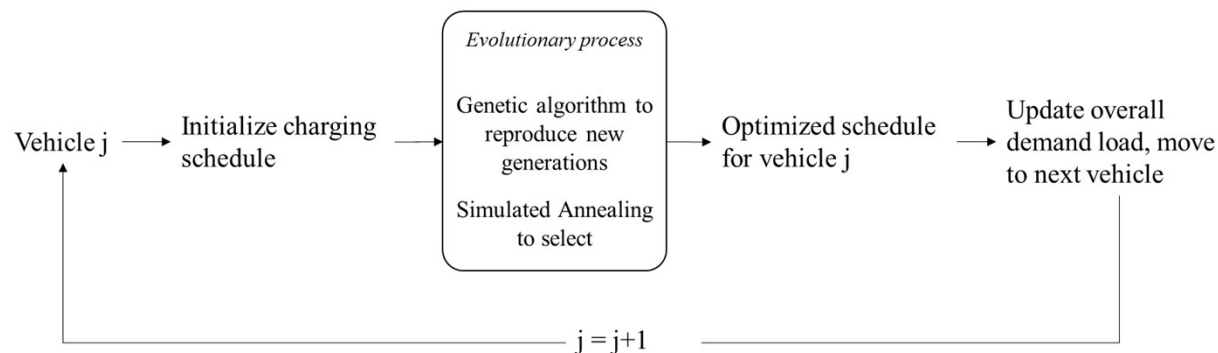 Vehicle j
Initialize charging
schedule
Evolutionary process
Genetic algorithm to
reproduce new
generations
Simulated Annealing
to select
Optimized schedule
for vehicle j
Update overall
demand load, move
to next vehicle
j = j+1